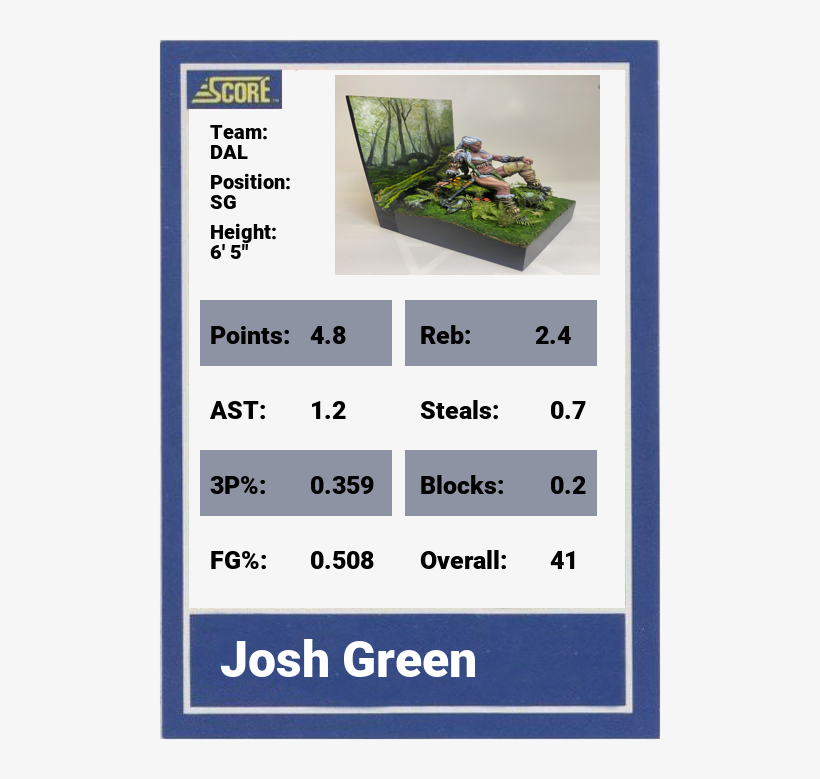 SCORE
Team:
DAL
Position:
SG
Height:
6' 5"
Points: 4.8 Reb: 2.4
AST: 1.2 Steals: 0.7
3P%: 0.359 Blocks: 0.2
FG%: 0.508 Overall: 41
Josh Green